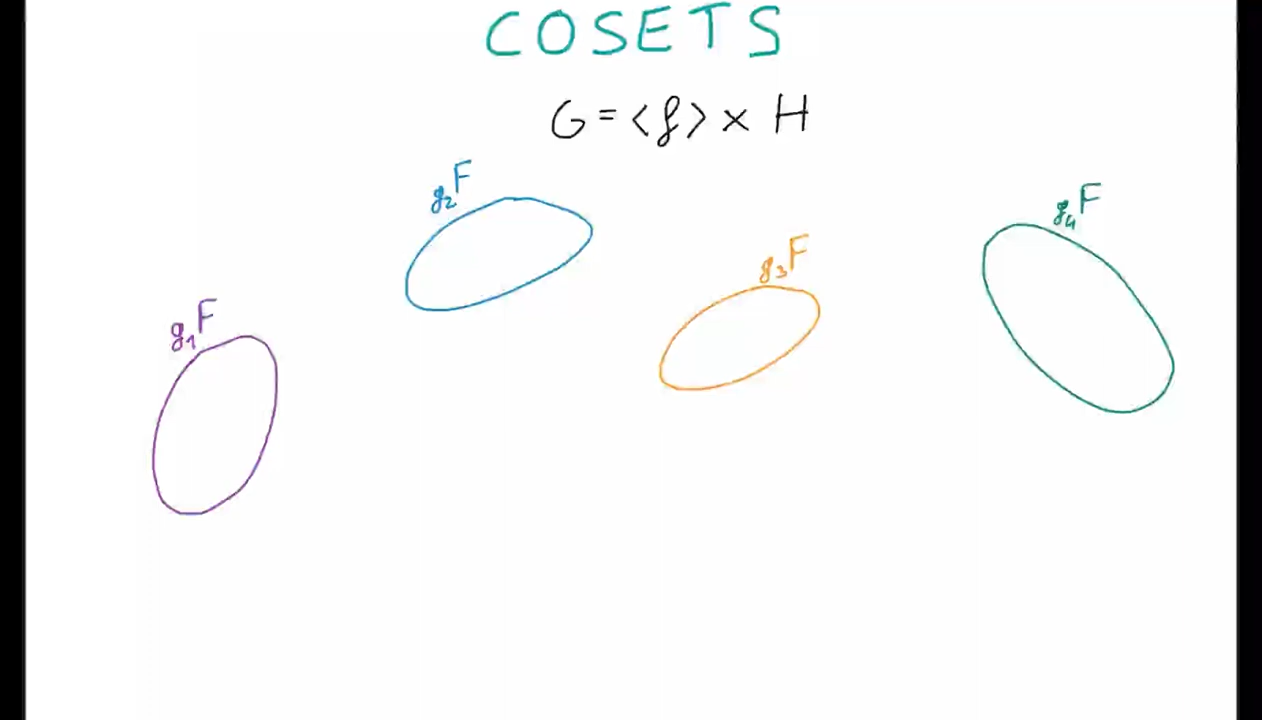 COSETS
G = <f> × H
g₂F
g₄F
g₃F
g₁F